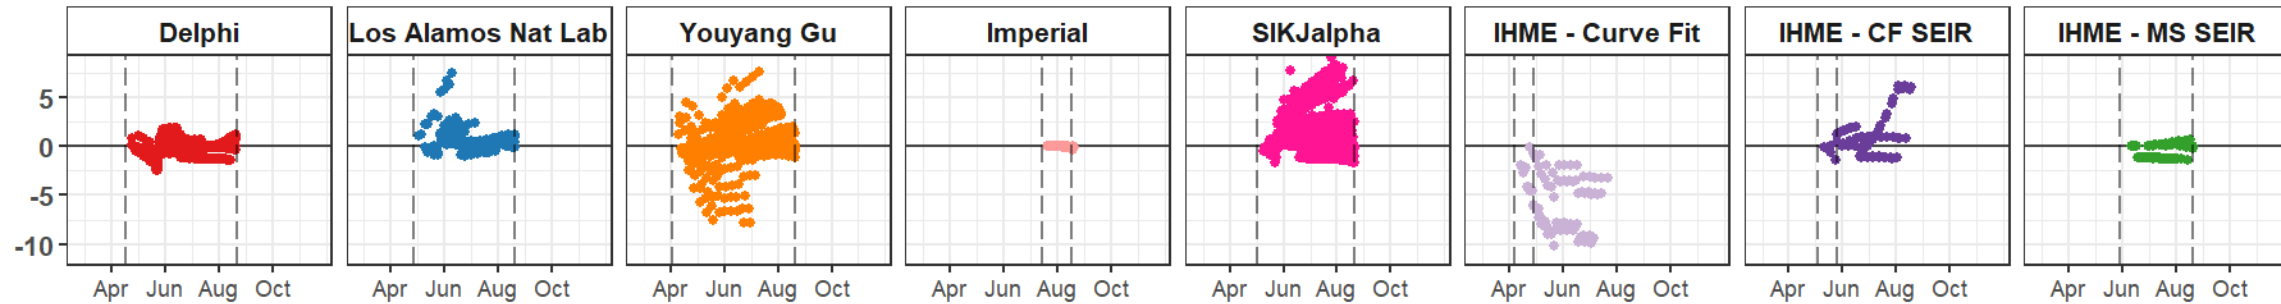 Delphi
Los Alamos Nat Lab
Youyang Gu
Imperial
SIKJalpha
IHME - Curve Fit
IHME - CF SEIR
IHME - MS SEIR
5
0
-5
-10
Apr Jun Aug Oct
Apr Jun Aug Oct
Apr Jun Aug Oct
Apr Jun Aug Oct
Apr Jun Aug Oct
Apr Jun Aug Oct
Apr Jun Aug Oct
Apr Jun Aug Oct